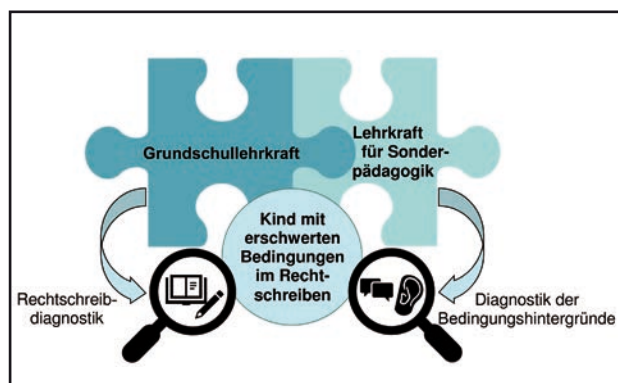 Grundschullehrkraft
Lehrkraft
für Sonder-
pädagogik
Kind mit
erschwerten
Bedingungen
im Recht-
schreiben
Rechtschreib-
diagnostik
Diagnostik der
Bedingungshintergründe